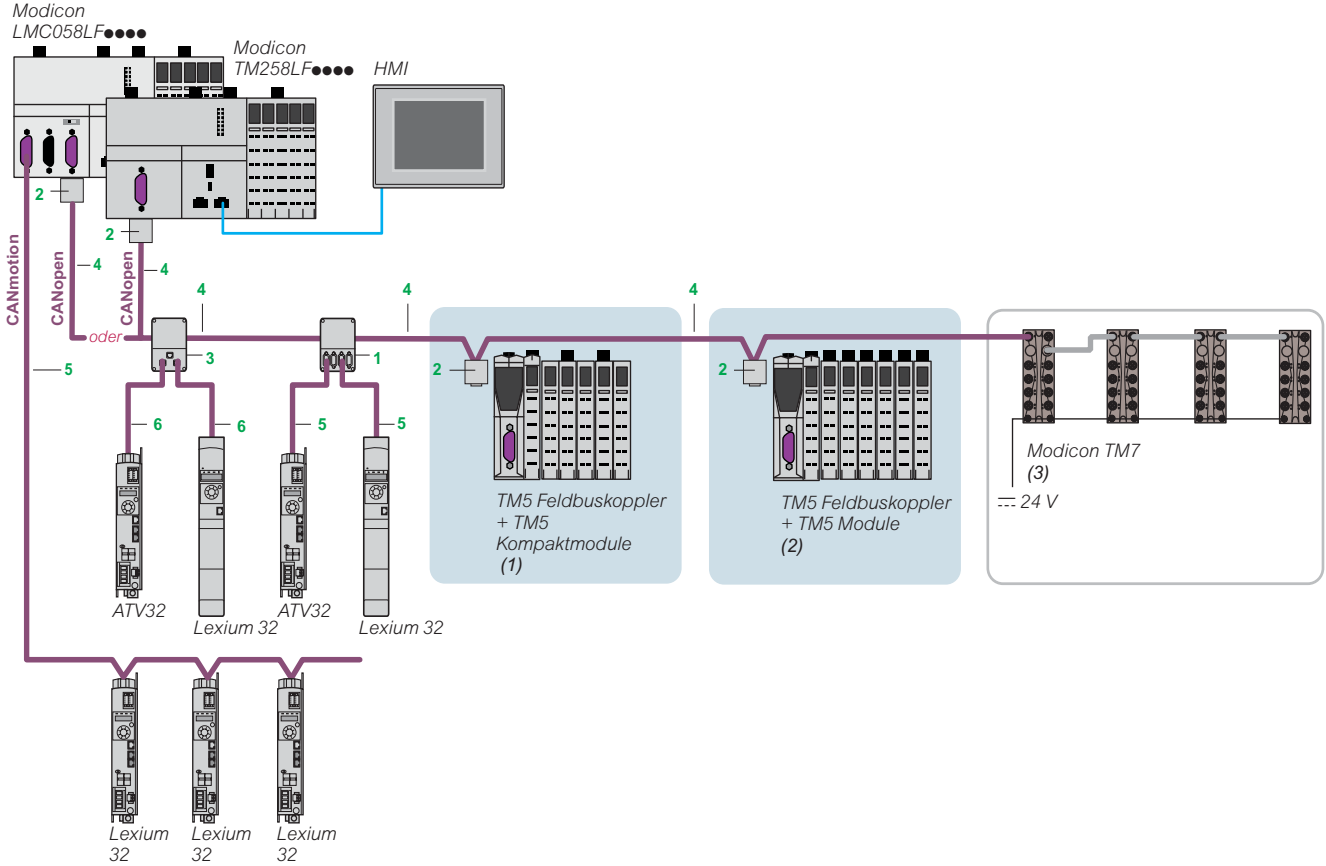 Modicon
LMC058LF●●●●
Modicon
TM258LF●●●●
HMI
2
2
CANmotion
CANopen
CANopen
4
4
4
4
4
oder
3
1
2
2
5
6
6
5
5
Modicon TM7
(3)
24 V
TM5 Feldbuskoppler
+ TM5
Kompaktmodule
(1)
TM5 Feldbuskoppler
+ TM5 Module
(2)
ATV32
Lexium 32
ATV32
Lexium 32
Lexium
32
Lexium
32
Lexium
32